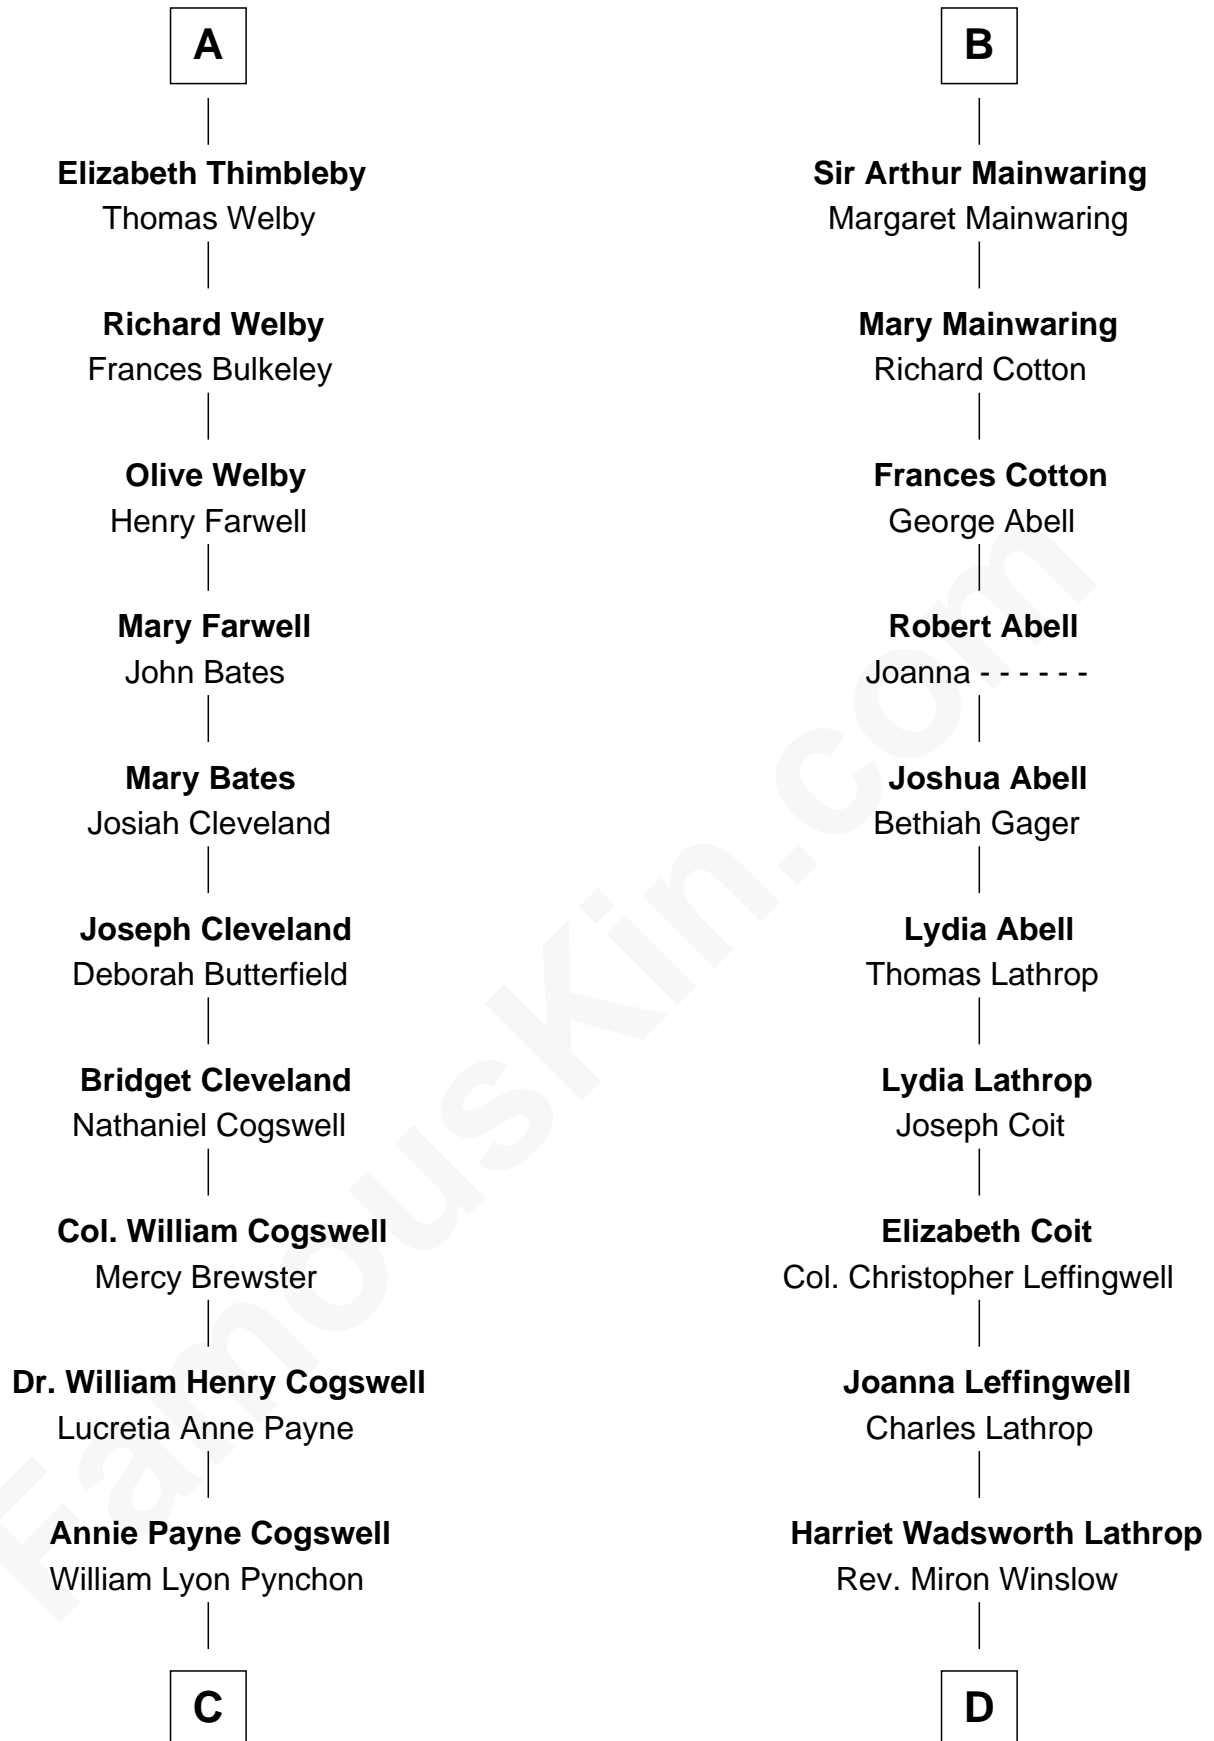 A
Elizabeth Thimbleby
Thomas Welby
Richard Welby
Frances Bulkeley
Olive Welby
Henry Farwell
Mary Farwell
John Bates
Mary Bates
Josiah Cleveland
Joseph Cleveland
Deborah Butterfield
Bridget Cleveland
Nathaniel Cogswell
Col. William Cogswell
Mercy Brewster
Dr. William Henry Cogswell
Lucretia Anne Payne
Annie Payne Cogswell
William Lyon Pynchon
C
B
Sir Arthur Mainwaring
Margaret Mainwaring
Mary Mainwaring
Richard Cotton
Frances Cotton
George Abell
Robert Abell
Joanna - - - - - -
Joshua Abell
Bethiah Gager
Lydia Abell
Thomas Lathrop
Lydia Lathrop
Joseph Coit
Elizabeth Coit
Col. Christopher Leffingwell
Joanna Leffingwell
Charles Lathrop
Harriet Wadsworth Lathrop
Rev. Miron Winslow
D
FamousKin.com